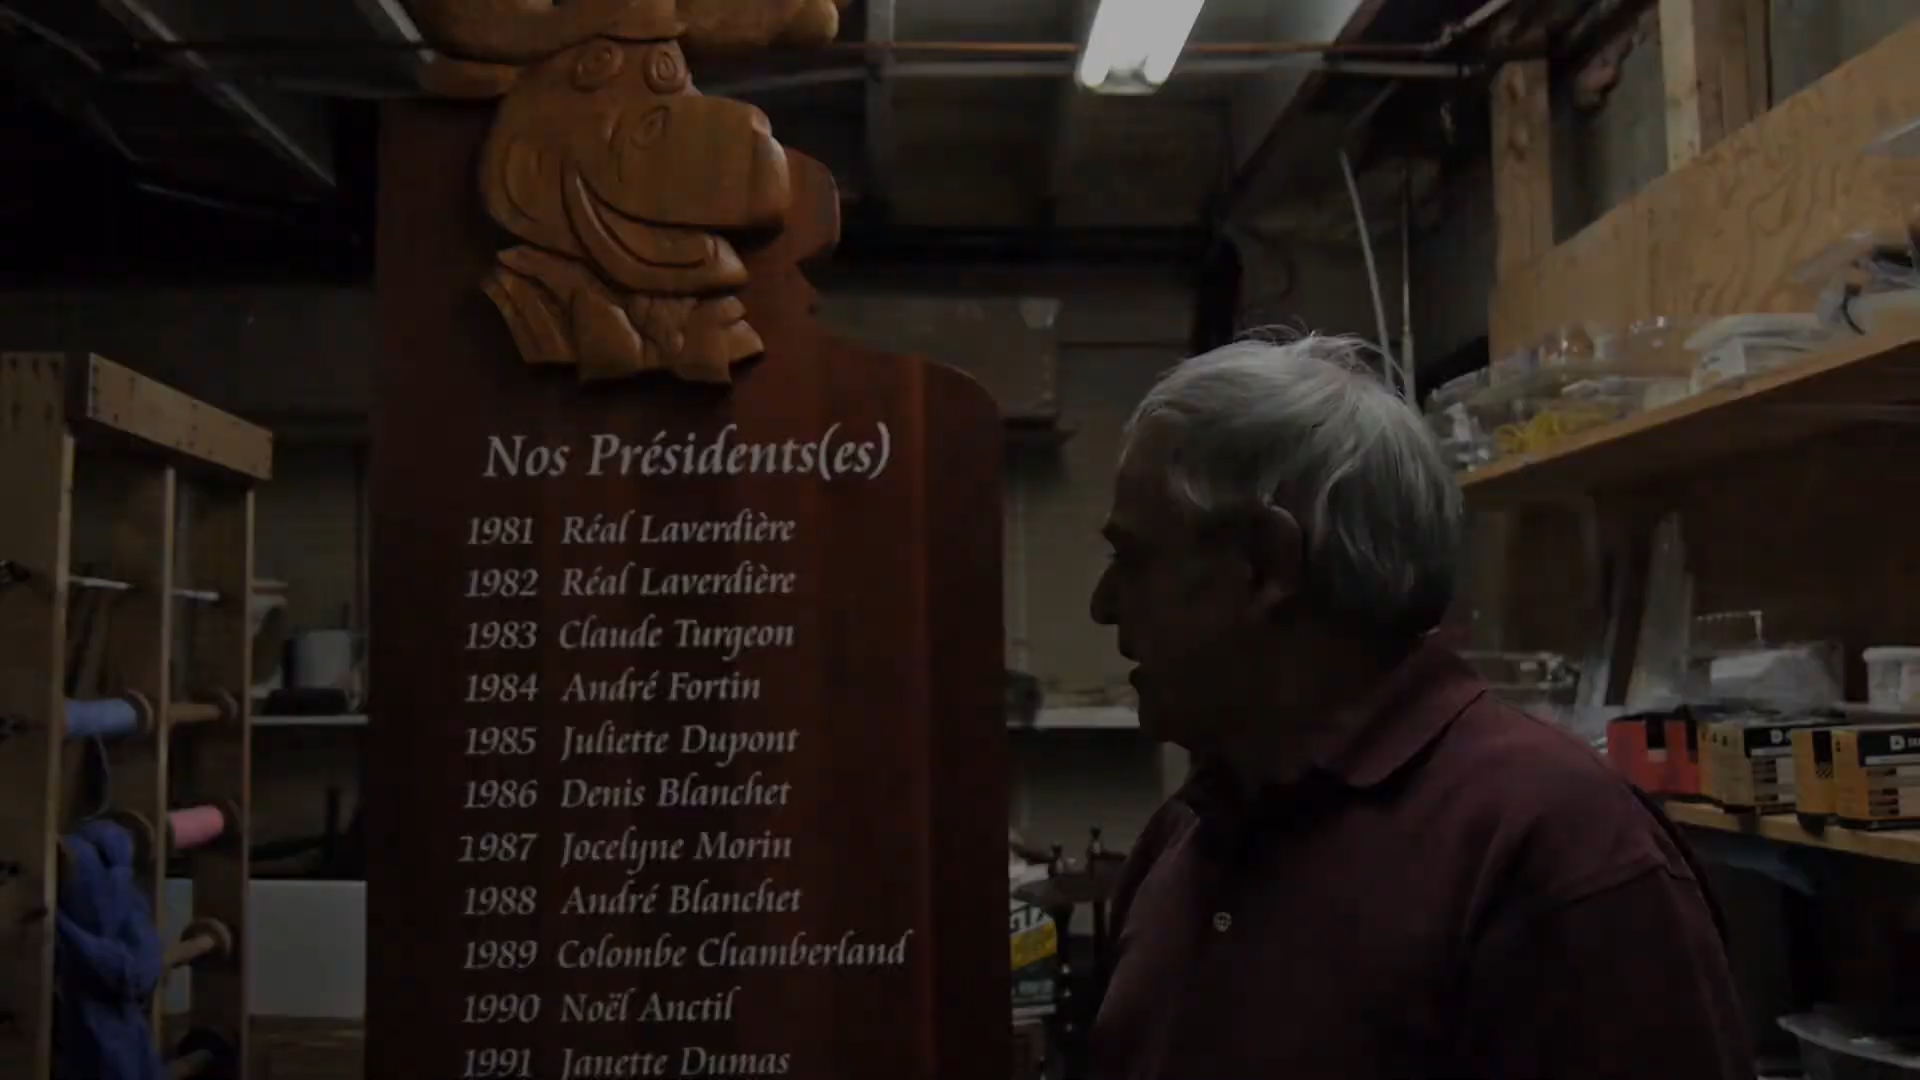 Nos Présidents(es)
1981 Réal Laverdière
1982 Réal Laverdière
1983 Claude Turgeon
1984 André Fortin
1985 Juliette Dupont
1986 Denis Blanchet
1987 Jocelyne Morin
1988 André Blanchet
1989 Colombe Chamberland
1990 Noël Anctil
1991 Janette Dumas